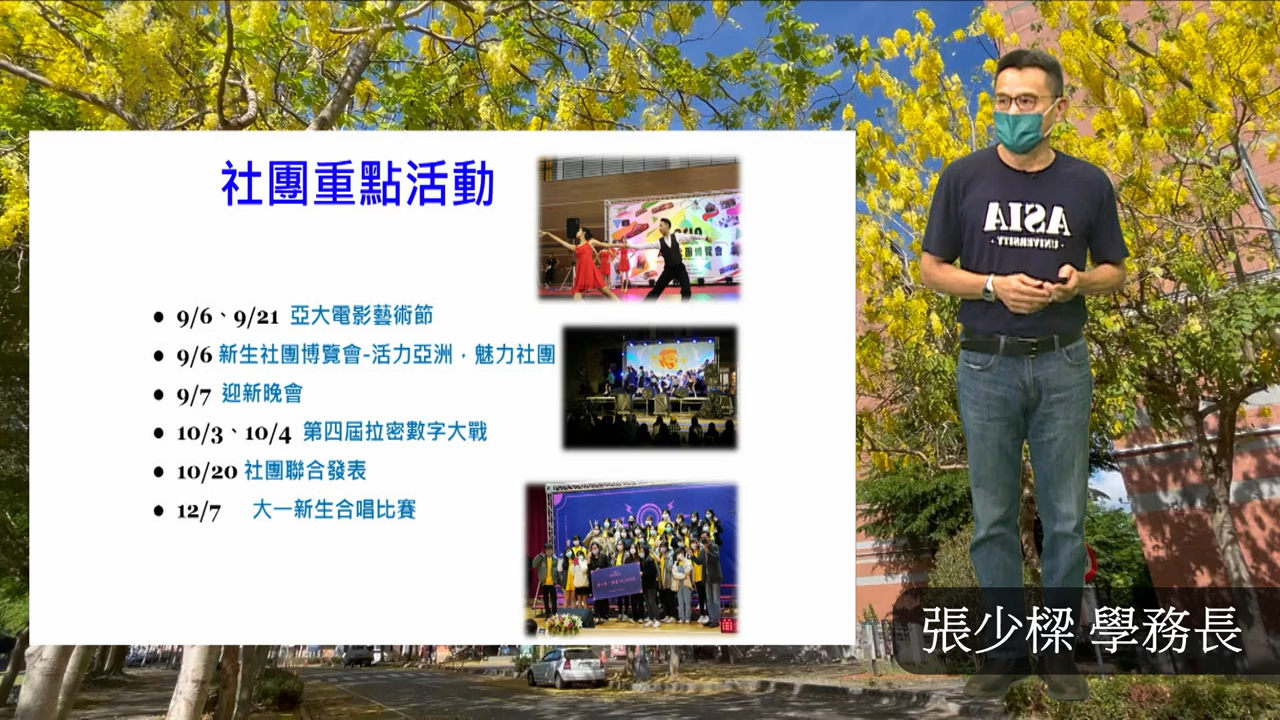 社團重點活動
● 9/6、9/21 亞大電影藝術節
● 9/6 新生社團博覽會-活力亞洲，魅力社團
● 9/7 迎新晚會
● 10/3、10/4 第四屆拉密數字大戰
● 10/20 社團聯合發表
● 12/7 大一新生合唱比賽
ASIA
UNIVERSITY
張少樑 學務長